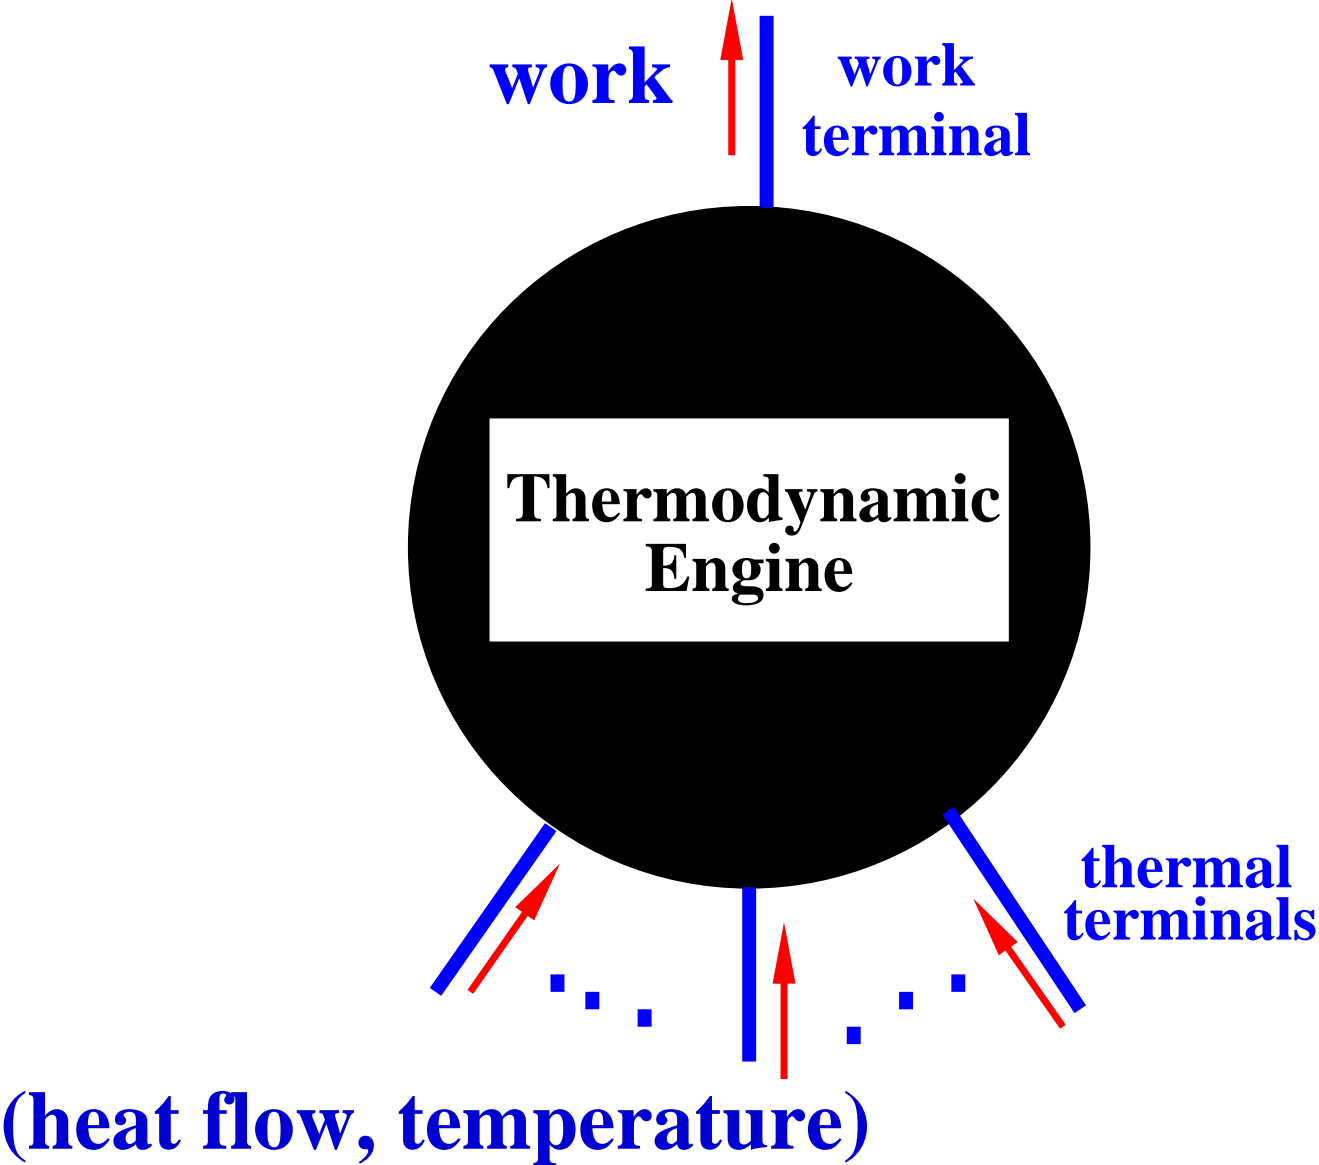 work
work
terminal
Thermodynamic
Engine
thermal
terminals
(heat flow, temperature)